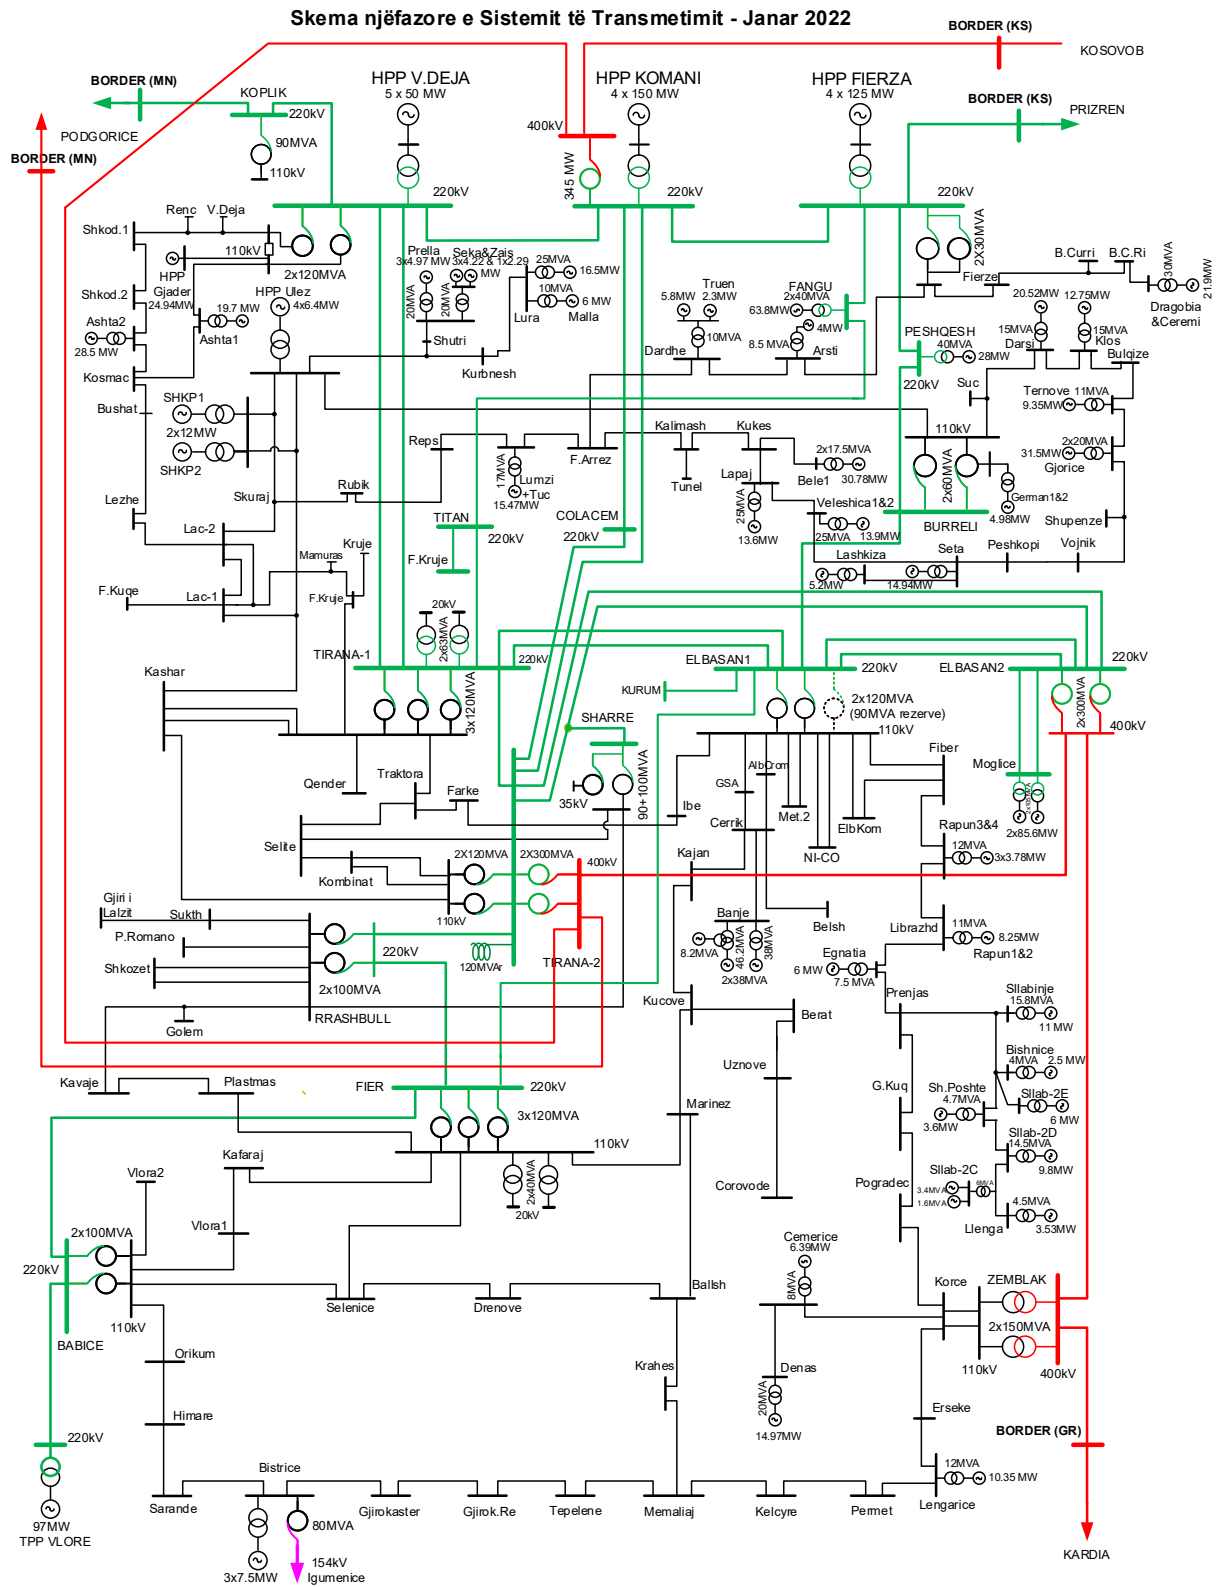 Skema njëfazore e Sistemit të Transmetimit - Janar 2022
BORDER (KS)
KOSOVOB
BORDER (MN)
KOPLIK
220kV
PODGORICE
BORDER (MN)
90MVA
110kV
HPP V.DEJA
5 x 50 MW
400kV
345 MW
HPP KOMANI
4 x 150 MW
HPP FIERZA
4 x 125 MW
BORDER (KS)
PRIZREN
220kV
220kV
220kV
Renc
V.Deja
Shkod.1
110kV
HPP
Gjader
24.94MW
2x120MVA
Shkod.2
Ashta2
28.5 MW
19.7 MW
Ashta1
Kosmac
Bushat
HPP Ulez
4x6.4MW
Prella
3x4.97 MW
20MVA
Seka&Zais
3x4.22 & 1x2.29
MW
20MVA
Shutri
25MVA
16.5MW
10MVA
6 MW
Lura
Malla
Kurbnesh
Truen
5.8MW
2.3MW
10MVA
Dardhe
FANGU
2x40MVA
63.8MW
4MW
8.5 MVA
Arsti
2X30MVA
Fierze
B.Curri
B.C.Ri
30MVA
21.9MW
Dragobia
&Ceremi
PESHQESH
40MVA
28MW
220kV
20.52MW
15MVA
Darsi
12.75MW
15MVA
Klos
Bulqize
Suc
Ternove
11MVA
9.35MW
2x20MVA
31.5MW
Gjorice
SHKP1
2x12MW
SHKP2
Skuraj
Lezhe
Rubik
Reps
17MVA
Lumzi
+Tuc
15.47MW
F.Arrez
Kalimash
Tunel
Kukes
Lapaj
25MVA
13.6MW
2x17.5MVA
Bele1
30.78MW
Veleshica1&2
25MVA
13.9MW
110kV
2x60MVA
German1&2
4.98MW
BURRELI
Shupenze
Lashkiza
5.2MW
Seta
14.94MW
Peshkopi
Vojnik
TITAN
220kV
F.Kruje
COLACEM
220kV
Lac-2
Kruje
Mamuras
F.Kuqe
Lac-1
F.Kruje
20kV
2x63MVA
TIRANA-1
220kV
3x120MVA
Kashar
ELBASAN1
220kV
KURUM
2x120MVA
(90MVA rezerve)
110kV
ELBASAN2
220kV
2x300MVA
400kV
SHARRE
90+100MVA
35kV
Qender
Traktora
Farke
Selite
Kombinat
Ibe
GSA
AlbCrom
Met.2
Cerrik
NI-CO
ElbKom
Fiber
Moglice
2x85.6MW
Rapun3&4
12MVA
3x3.78MW
Kajan
2X120MVA
2X300MVA
400kV
110kV
120MVAr
TIRANA-2
Gjiri i
Lalzit
Sukth
P.Romano
Shkozet
220kV
2x100MVA
RRASHBULL
Golem
Banje
8.2MW
46.2MVA
38MVA
2x38MW
Belsh
Librazhd
11MVA
8.25MW
Rapun1&2
Egnatia
6 MW
7.5 MVA
Prenjas
Kucove
Berat
Uznove
Corovode
Sllabinje
15.8MVA
11 MW
Bishnice
4MVA
2.5 MW
Sllab-2E
6 MW
Sh.Poshte
4.7MVA
3.6MW
Sllab-2D
14.5MVA
9.8MW
Sllab-2C
3.4MVA
1.6MVA
6MVA
4.5MVA
Llenga
3.53MW
G.Kuq
Pogradec
Kavaje
Plastmas
FIER
220kV
3x120MVA
110kV
2x40MVA
20kV
Marinez
Vlora2
Kafaraj
Vlora1
2x100MVA
220kV
110kV
BABICE
Selenice
Drenove
Ballsh
Cemerice
6.39MW
8MVA
Denas
20MVA
14.97MW
Korce
ZEMBLAK
2x150MVA
110kV
400kV
Orikum
Himare
Krahes
Erseke
BORDER (GR)
220kV
97MW
TPP VLORE
Sarande
Bistrice
80MVA
3x7.5MW
154kV
Igumenice
Gjirokaster
Gjirok.Re
Tepelene
Memaliaj
Kelcyre
Permet
12MVA
10.35 MW
Lengarice
KARDIA